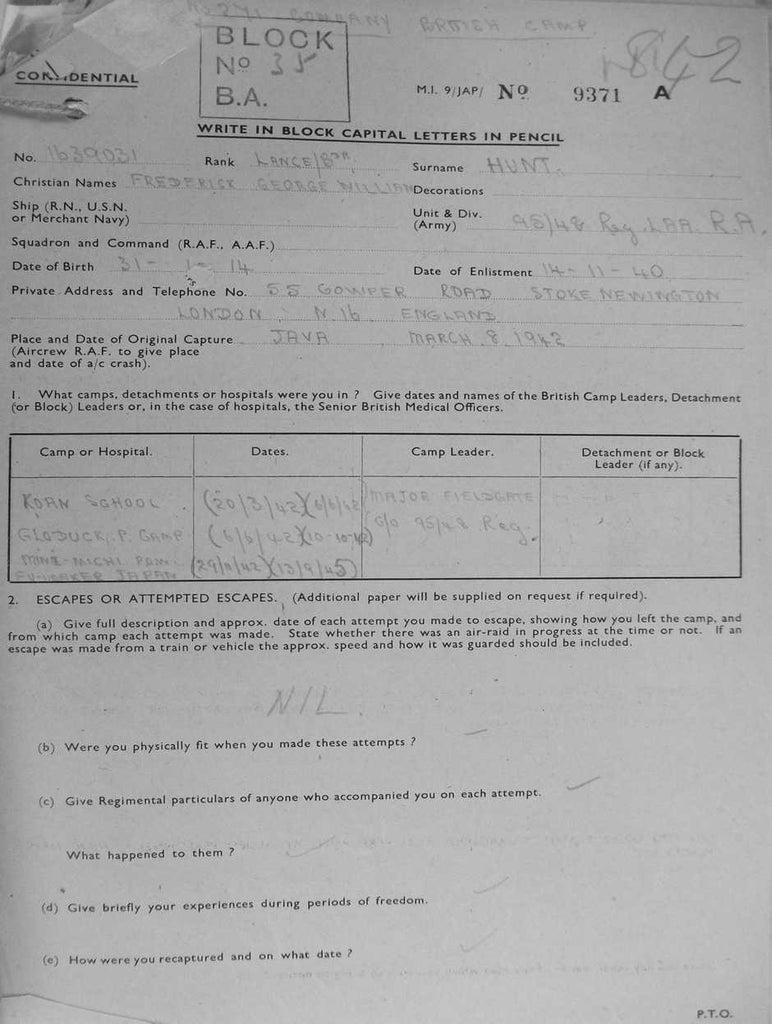 COMPANY BRITISH CAMP
BLOCK
No 35
B.A.
842
CONFIDENTIAL
M.I. 9/JAP/ No 9371 A
WRITE IN BLOCK CAPITAL LETTERS IN PENCIL
No. 1639031 Rank LANCE/BDR Surname HUNT.
Christian Names FREDERICK GEORGE WILLIAM Decorations
Ship (R.N., U.S.N. or Merchant Navy)
Unit & Div. (Army) 95/48 Reg. LAA. R.A.
Squadron and Command (R.A.F., A.A.F.)
Date of Birth 31-1-14 Date of Enlistment 14-11-40
Private Address and Telephone No. 55 GOWPER ROAD STOKE NEWINGTON
LONDON N 16 ENGLAND
Place and Date of Original Capture JAVA MARCH 8, 1942
(Aircrew R.A.F. to give place
and date of a/c crash).
1. What camps, detachments or hospitals were you in ? Give dates and names of the British Camp Leaders, Detachment
(or Block) Leaders or, in the case of hospitals, the Senior British Medical Officers.
Camp or Hospital. Dates. Camp Leader. Detachment or Block Leader (if any).
KOAN SCHOOL (20/3/42)(6/6/42) MAJOR FIELDGATE
GLODUCK. P. CAMP (6/6/42)(10-10-42) C/O 95/48 Reg.
MINE-MICHI POW (29/11/42)(13/9/45)
JAPAN
2. ESCAPES OR ATTEMPTED ESCAPES. (Additional paper will be supplied on request if required).
(a) Give full description and approx. date of each attempt you made to escape, showing how you left the camp, and
from which camp each attempt was made. State whether there was an air-raid in progress at the time or not. If an
escape was made from a train or vehicle the approx. speed and how it was guarded should be included.
NIL.
(b) Were you physically fit when you made these attempts ?
(c) Give Regimental particulars of anyone who accompanied you on each attempt.
What happened to them ?
(d) Give briefly your experiences during periods of freedom.
(e) How were you recaptured and on what date ?
P.T.O.